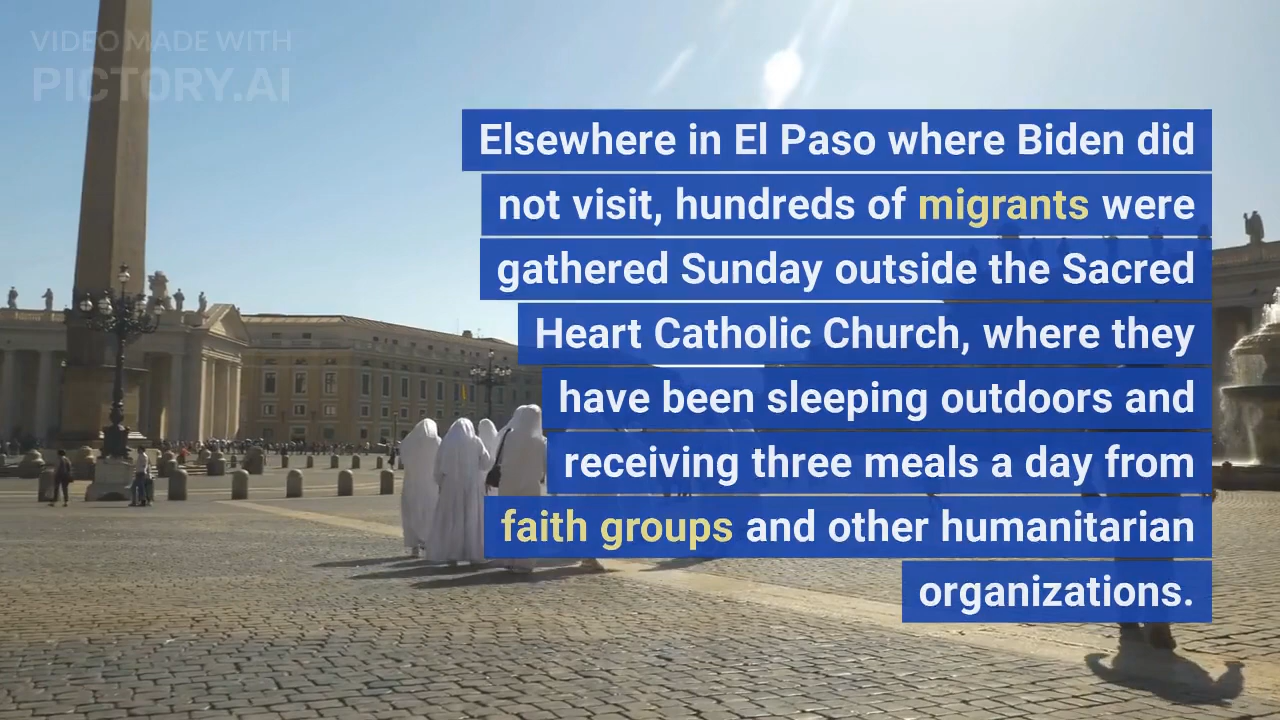 VIDEO MADE WITH
PICTORY.AI
Elsewhere in El Paso where Biden did
not visit, hundreds of migrants were
gathered Sunday outside the Sacred
Heart Catholic Church, where they
have been sleeping outdoors and
receiving three meals a day from
faith groups and other humanitarian
organizations.